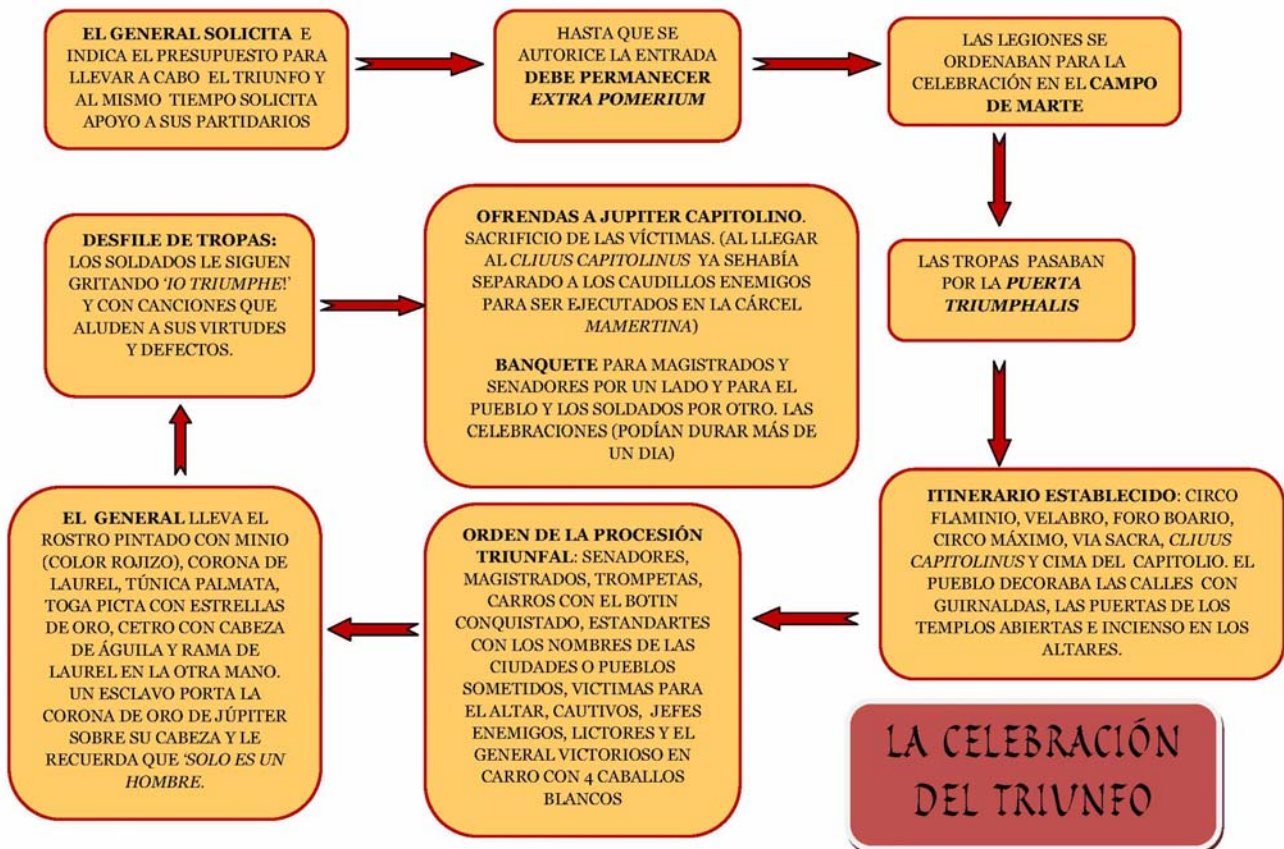 EL GENERAL SOLICITA E
INDICA EL PRESUPUESTO PARA
LLEVAR A CABO EL TRIUNFO Y
AL MISMO TIEMPO SOLICITA
APOYO A SUS PARTIDARIOS
HASTA QUE SE
AUTORICE LA ENTRADA
DEBE PERMANECER
EXTRA POMERIUM
LAS LEGIONES SE
ORDENABAN PARA LA
CELEBRACIÓN EN EL CAMPO
DE MARTE
LAS TROPAS PASABAN
POR LA PUERTA
TRIUMPHALIS
ITINERARIO ESTABLECIDO: CIRCO
FLAMINIO, VELABRO, FORO BOARIO,
CIRCO MÁXIMO, VIA SACRA, CLIUUS
CAPITOLINUS Y CIMA DEL CAPITOLIO. EL
PUEBLO DECORABA LAS CALLES CON
GUIRNALDAS, LAS PUERTAS DE LOS
TEMPLOS ABIERTAS E INCIENSO EN LOS
ALTARES.
ORDEN DE LA PROCESIÓN
TRIUNFAL: SENADORES,
MAGISTRADOS, TROMPETAS,
CARROS CON EL BOTIN
CONQUISTADO, ESTANDARTES
CON LOS NOMBRES DE LAS
CIUDADES O PUEBLOS
SOMETIDOS, VICTIMAS PARA
EL ALTAR, CAUTIVOS, JEFES
ENEMIGOS, LICTORES Y EL
GENERAL VICTORIOSO EN
CARRO CON 4 CABALLOS
BLANCOS
EL GENERAL LLEVA EL
ROSTRO PINTADO CON MINIO
(COLOR ROJIZO), CORONA DE
LAUREL, TÚNICA PALMATA,
TOGA PICTA CON ESTRELLAS
DE ORO, CETRO CON CABEZA
DE ÁGUILA Y RAMA DE
LAUREL EN LA OTRA MANO.
UN ESCLAVO PORTA LA
CORONA DE ORO DE JÚPITER
SOBRE SU CABEZA Y LE
RECUERDA QUE ‘SOLO ES UN
HOMBRE.
DESFILE DE TROPAS:
LOS SOLDADOS LE SIGUEN
GRITANDO ‘IO TRIUMPHE!’
Y CON CANCIONES QUE
ALUDEN A SUS VIRTUDES
Y DEFECTOS.
OFRENDAS A JUPITER CAPITOLINO.
SACRIFICIO DE LAS VÍCTIMAS. (AL LLEGAR
AL CLIUUS CAPITOLINUS YA SEHABÍA
SEPARADO A LOS CAUDILLOS ENEMIGOS
PARA SER EJECUTADOS EN LA CÁRCEL
MAMERTINA)
BANQUETE PARA MAGISTRADOS Y
SENADORES POR UN LADO Y PARA EL
PUEBLO Y LOS SOLDADOS POR OTRO. LAS
CELEBRACIONES (PODÍAN DURAR MÁS DE
UN DIA)
LA CELEBRACIÓN
DEL TRIUNFO